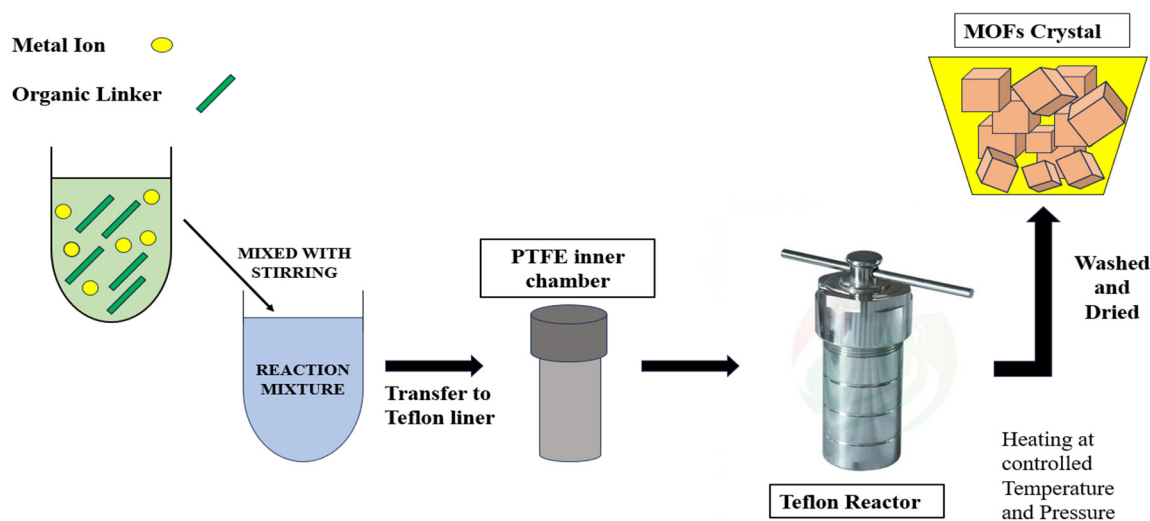 Metal Ion
Organic Linker
MIXED WITH
STIRRING
REACTION
MIXTURE
Transfer to
Teflon liner
PTFE inner
chamber
Teflon Reactor
Heating at
controlled
Temperature
and Pressure
Washed
and
Dried
MOFs Crystal